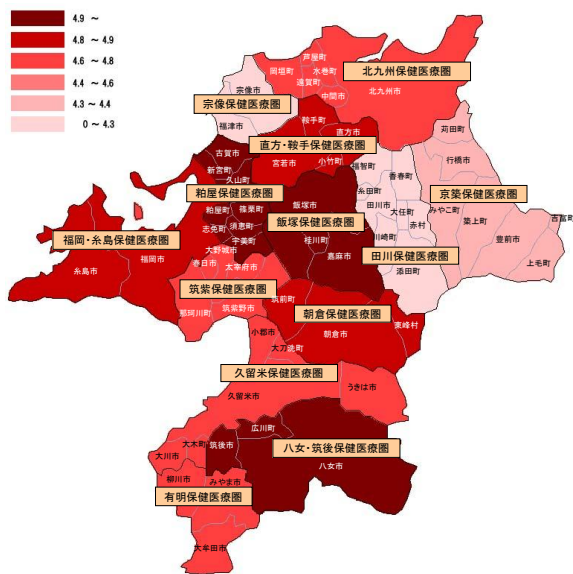 4.9 ～
4.8 ～ 4.9
4.6 ～ 4.8
4.4 ～ 4.6
4.3 ～ 4.4
0 ～ 4.3
芦屋町
岡垣町
水巻町
遠賀町
北九州保健医療圏
宗像市
中間市
北九州市
宗像保健医療圏
鞍手町
苅田町
福津市
直方市
直方・鞍手保健医療圏
古賀市
行橋市
新宮町
宮若市
小竹町
福智町
香春町
久山町
糸田町
京築保健医療圏
粕屋保健医療圏
飯塚市
田川市
大任町
みやこ町
粕屋町
篠栗町
築上町
吉富町
志免町
須恵町
飯塚保健医療圏
赤村
福岡・糸島保健医療圏
宇美町
桂川町
川崎町
豊前市
大野城市
福岡市
春日市
太宰府市
嘉麻市
田川保健医療圏
上毛町
糸島市
添田町
筑紫保健医療圏
筑前町
那珂川町
筑紫野市
朝倉保健医療圏
東峰村
小郡市
朝倉市
大刀洗町
久留米保健医療圏
うきは市
久留米市
広川町
大木町
筑後市
八女・筑後保健医療圏
大川市
八女市
柳川市
みやま市
有明保健医療圏
大牟田市